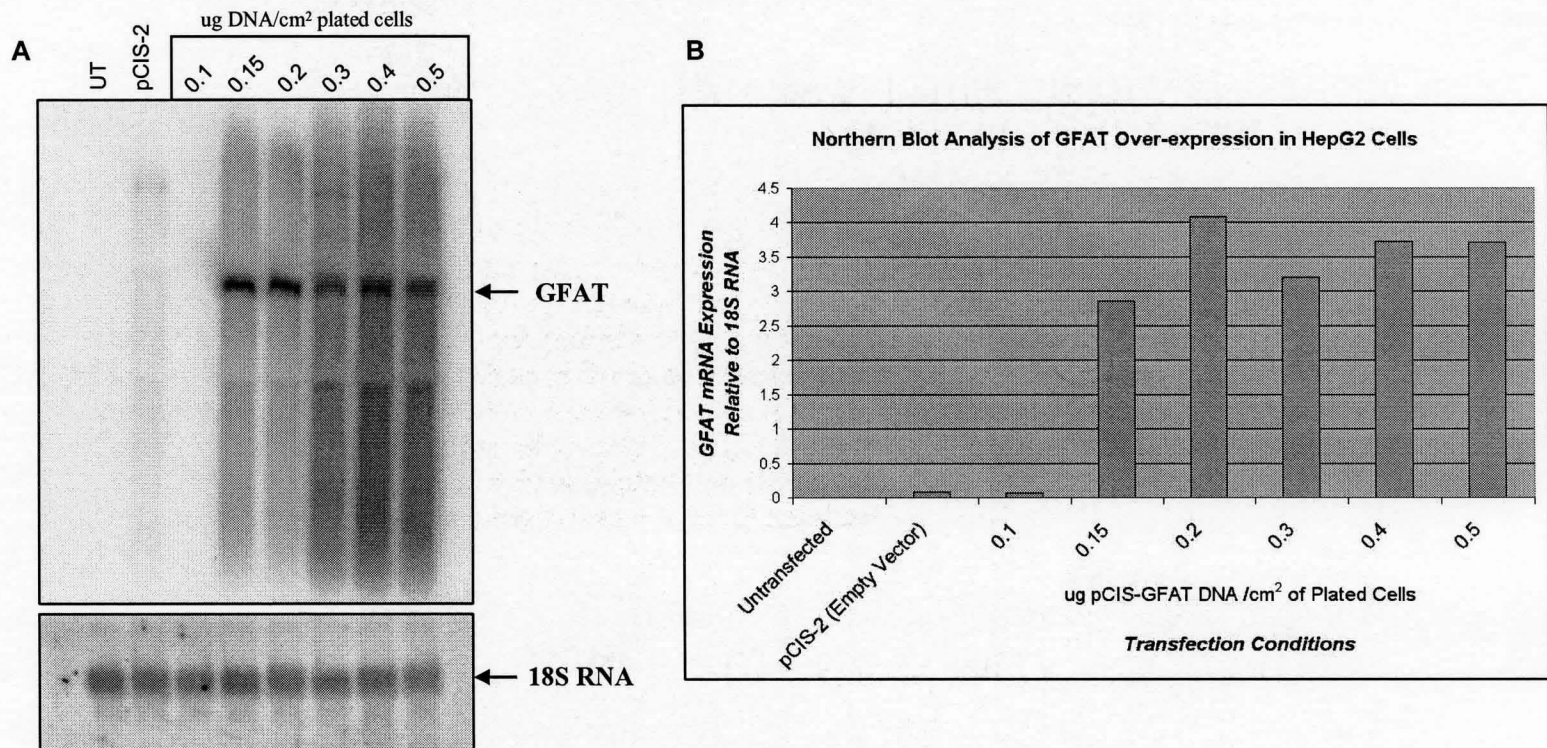 A
ug DNA/cm² plated cells
UT
pCIS-2
0.1
0.15
0.2
0.3
0.4
0.5
GFAT
18S RNA
B
Northern Blot Analysis of GFAT Over-expression in HepG2 Cells
GFAT mRNA Expression
Relative to 18S RNA
4.5
4
3.5
3
2.5
2
1.5
1
0.5
0
Untransfected
pCIS-2 (Empty Vector)
0.1
0.15
0.2
0.3
0.4
0.5
ug pCIS-GFAT DNA /cm² of Plated Cells
Transfection Conditions